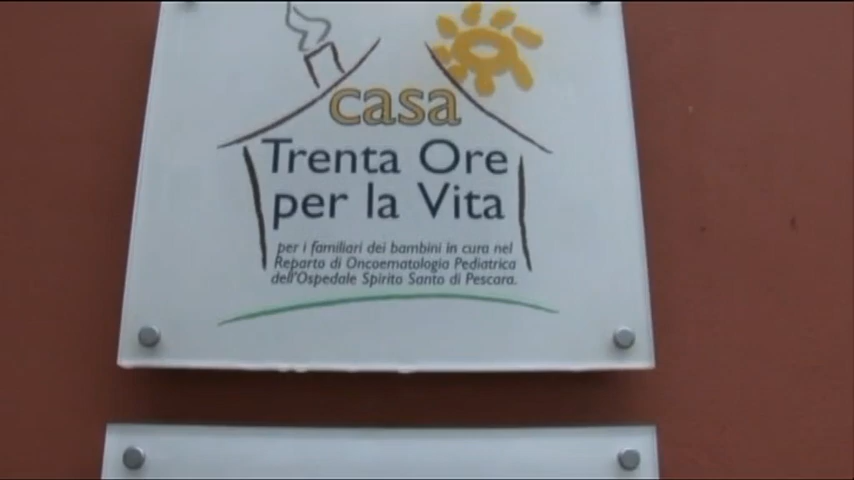 casa
Trenta Ore
per la Vita
per i familiari dei bambini in cura nel
Reparto di Oncoematologia Pediatrica
dell'Ospedale Spirito Santo di Pescara.